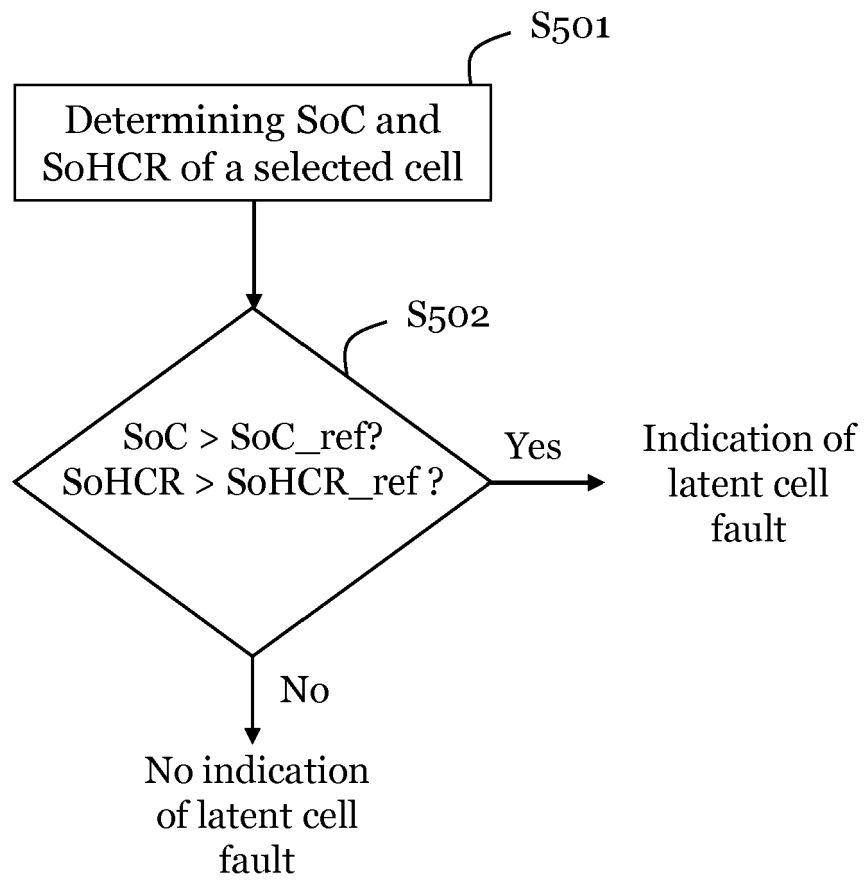 S501
Determining SoC and
SoHCR of a selected cell
S502
SoC > SoC_ref?
SoHCR > SoHCR_ref ?
Yes
Indication of
latent cell
fault
No
No indication
of latent cell
fault